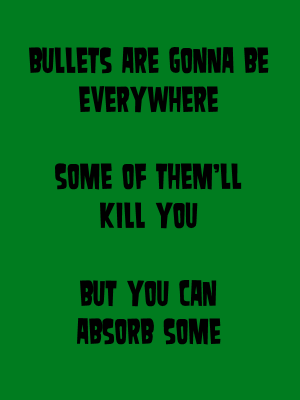 BULLETS ARE GONNA BE
EVERYWHERE
SOME OF THEM'LL
KILL YOU
BUT YOU CAN
ABSORB SOME